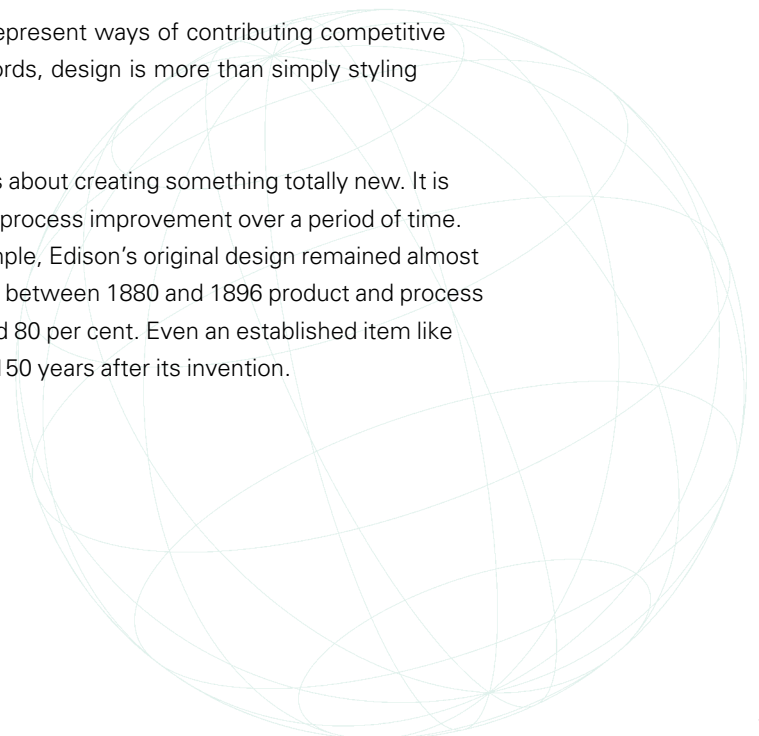 epresent ways of contributing competitive
ords, design is more than simply styling
s about creating something totally new. It is
process improvement over a period of time.
mple, Edison’s original design remained almost
between 1880 and 1896 product and process
d 80 per cent. Even an established item like
150 years after its invention.